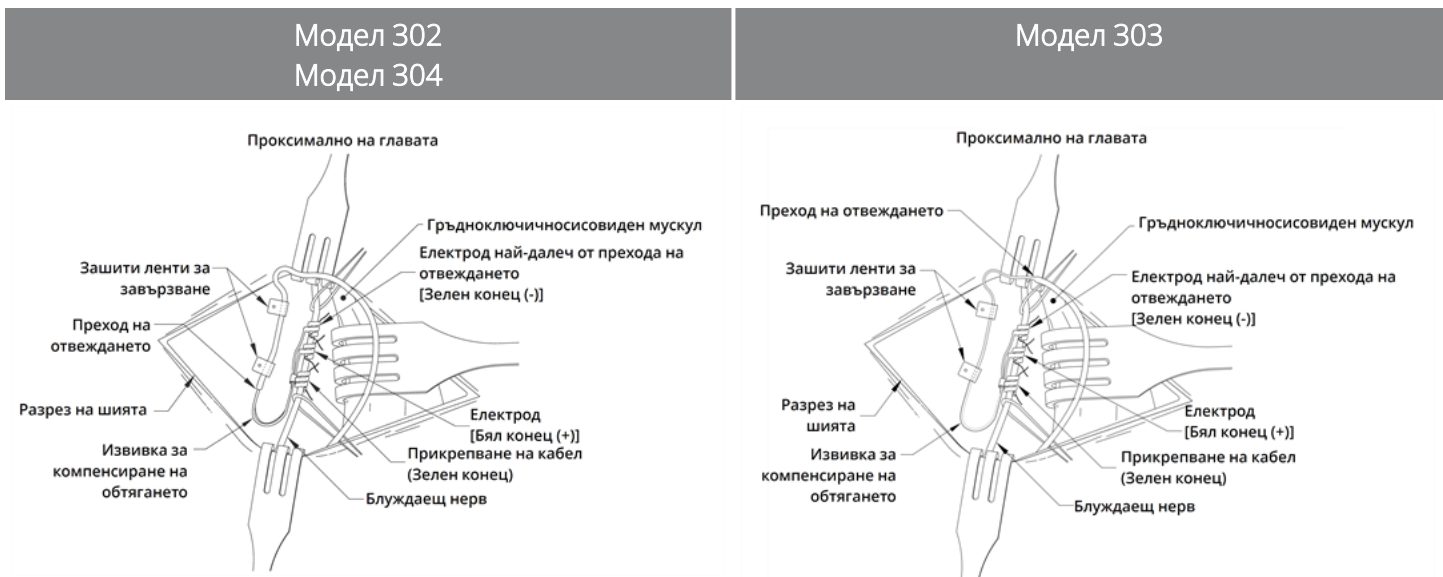 Модел 302
Модел 304
Проксимално на главата
Гръдноключичносисовиден мускул
Електрод най-далеч от прехода на
отвеждането
[Зелен конец (-)]
Зашити ленти за
завързване
Преход на
отвеждането
Разрез на шията
Извивка за
компенсиране на
обтягането
Електрод
[Бял конец (+)]
Прикрепване на кабел
(Зелен конец)
Блуждаещ нерв
Модел 303
Проксимално на главата
Преход на отвеждането
Гръдноключичносисовиден мускул
Зашити ленти за
завързване
Електрод най-далеч от прехода на
отвеждането
[Зелен конец (-)]
Разрез на
шията
Извивка за
компенсиране на
обтягането
Електрод
[Бял конец (+)]
Прикрепване на кабел
(Зелен конец)
Блуждаещ нерв